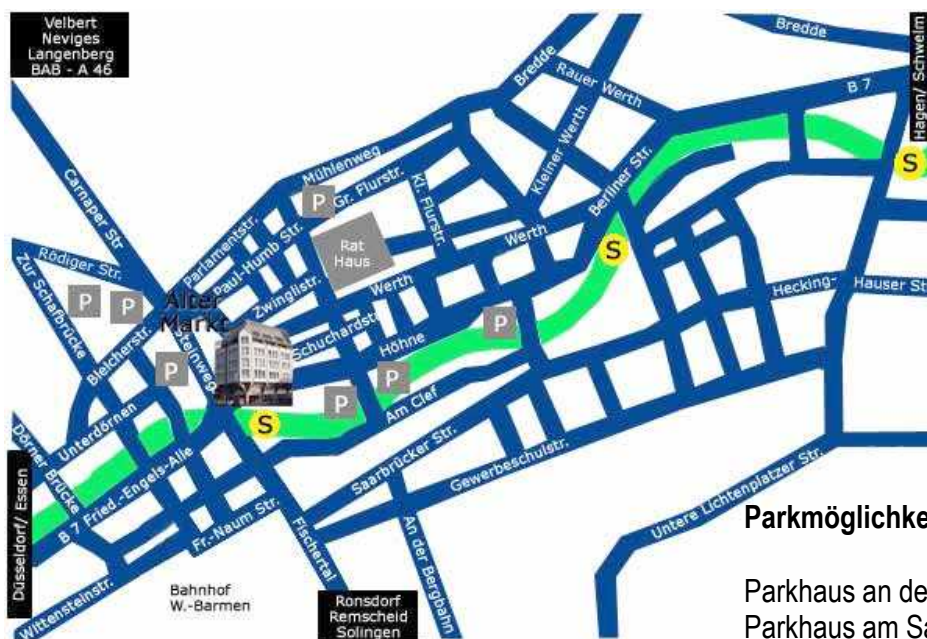 Velbert
Neviges
Langenberg
BAB - A 46
Bredde
Bredde
Rauer Werth
B 7
Hagen/ Schwelm
Kleiner Werth
Mühlenweg
Carnaper Str
P
Gr. Flurstr.
Kl. Flurstr.
Berliner Str.
S
Parlamentstr.
Paul-Humb Str.
Rat
Haus
Werth
S
Rödiger Str.
Zur Schafbrücke
Zwinglistr.
Werth
Hecking-
Hauser St
P
P
Alter
Markt
Steinweg
Schuchardstr
Höhne
P
Bleicherstr.
P
P
P
Am Clef
Unterdörnen
S
Dörner Brücke
B 7 Fried.-Engels-Alle
Saarbrücker Str.
Gewerbeschulstr.
Untere Lichtenplatzer Str.
Düsseldorf/ Essen
Fr.-Naum Str.
Fischertal
An der Bergbahn
Wittensteinstr.
Bahnhof
W.-Barmen
Ronsdorf
Remscheid
Solingen
Parkmöglichke
Parkhaus an de
Parkhaus am Sa